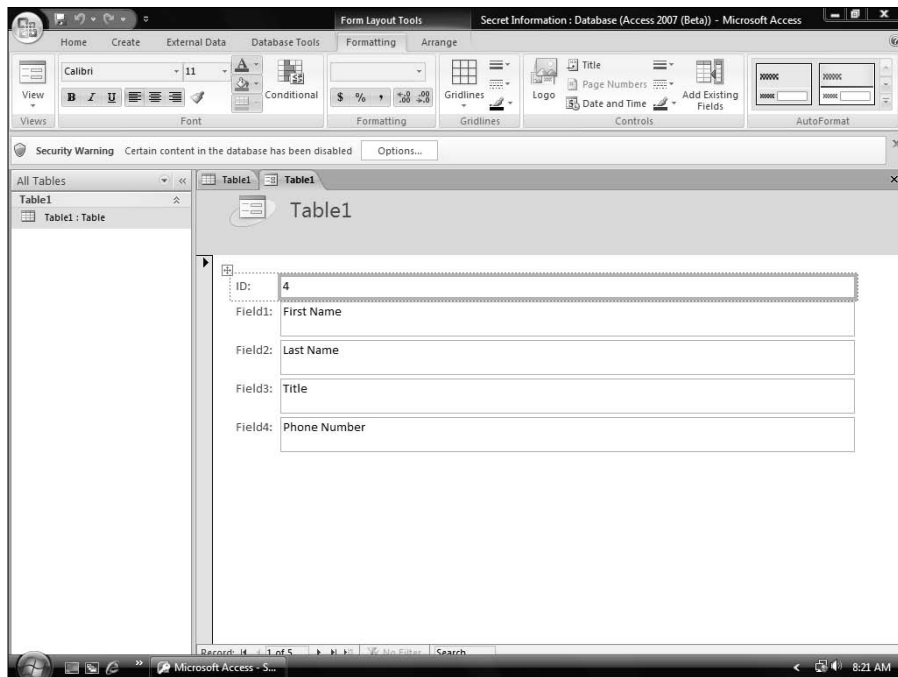 Form Layout Tools Secret Information : Database (Access 2007 (Beta)) - Microsoft Access
Home Create External Data Database Tools Formatting Arrange
Calibri 11 Title
Page Numbers
View B I U Conditional $ % , Gridlines Logo Date and Time Add Existing Fields
Views Font Formatting Gridlines Controls AutoFormat
Security Warning Certain content in the database has been disabled Options...
All Tables « Table1 Table1
Table1
Table1 : Table
Table1
ID: 4
Field1: First Name
Field2: Last Name
Field3: Title
Field4: Phone Number
Record: 1 of 5 No Filter Search
» Microsoft Access - S... 8:21 AM